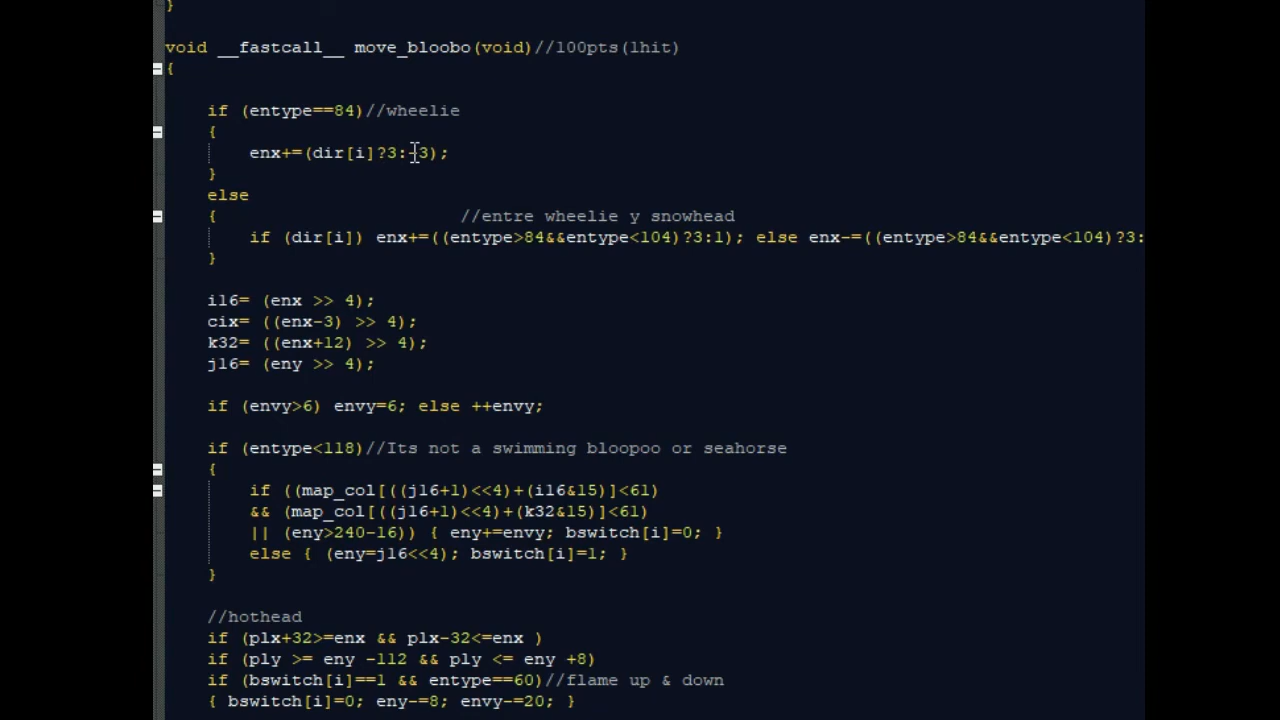 }
void __fastcall__ move_bloobo(void)//100pts(1hit)
{
if (entype==84)//wheelie
{
enx+=(dir[i]?3:-3);
}
else
{ //entre wheelie y snowhead
if (dir[i]) enx+=((entype>84&&entype<104)?3:1); else enx-=((entype>84&&entype<104)?3:
}
i16= (enx >> 4);
cix= ((enx-3) >> 4);
k32= ((enx+12) >> 4);
j16= (eny >> 4);
if (envy>6) envy=6; else ++envy;
if (entype<118)//Its not a swimming bloopoo or seahorse
{
if ((map_col[((j16+1)<<4)+(i16&15)]<61)
&& (map_col[((j16+1)<<4)+(k32&15)]<61)
|| (eny>240-16)) { eny+=envy; bswitch[i]=0; }
else { (eny=j16<<4); bswitch[i]=1; }
}
//hothead
if (plx+32>=enx && plx-32<=enx )
if (ply >= eny -112 && ply <= eny +8)
if (bswitch[i]==1 && entype==60)//flame up & down
{ bswitch[i]=0; eny-=8; envy-=20; }